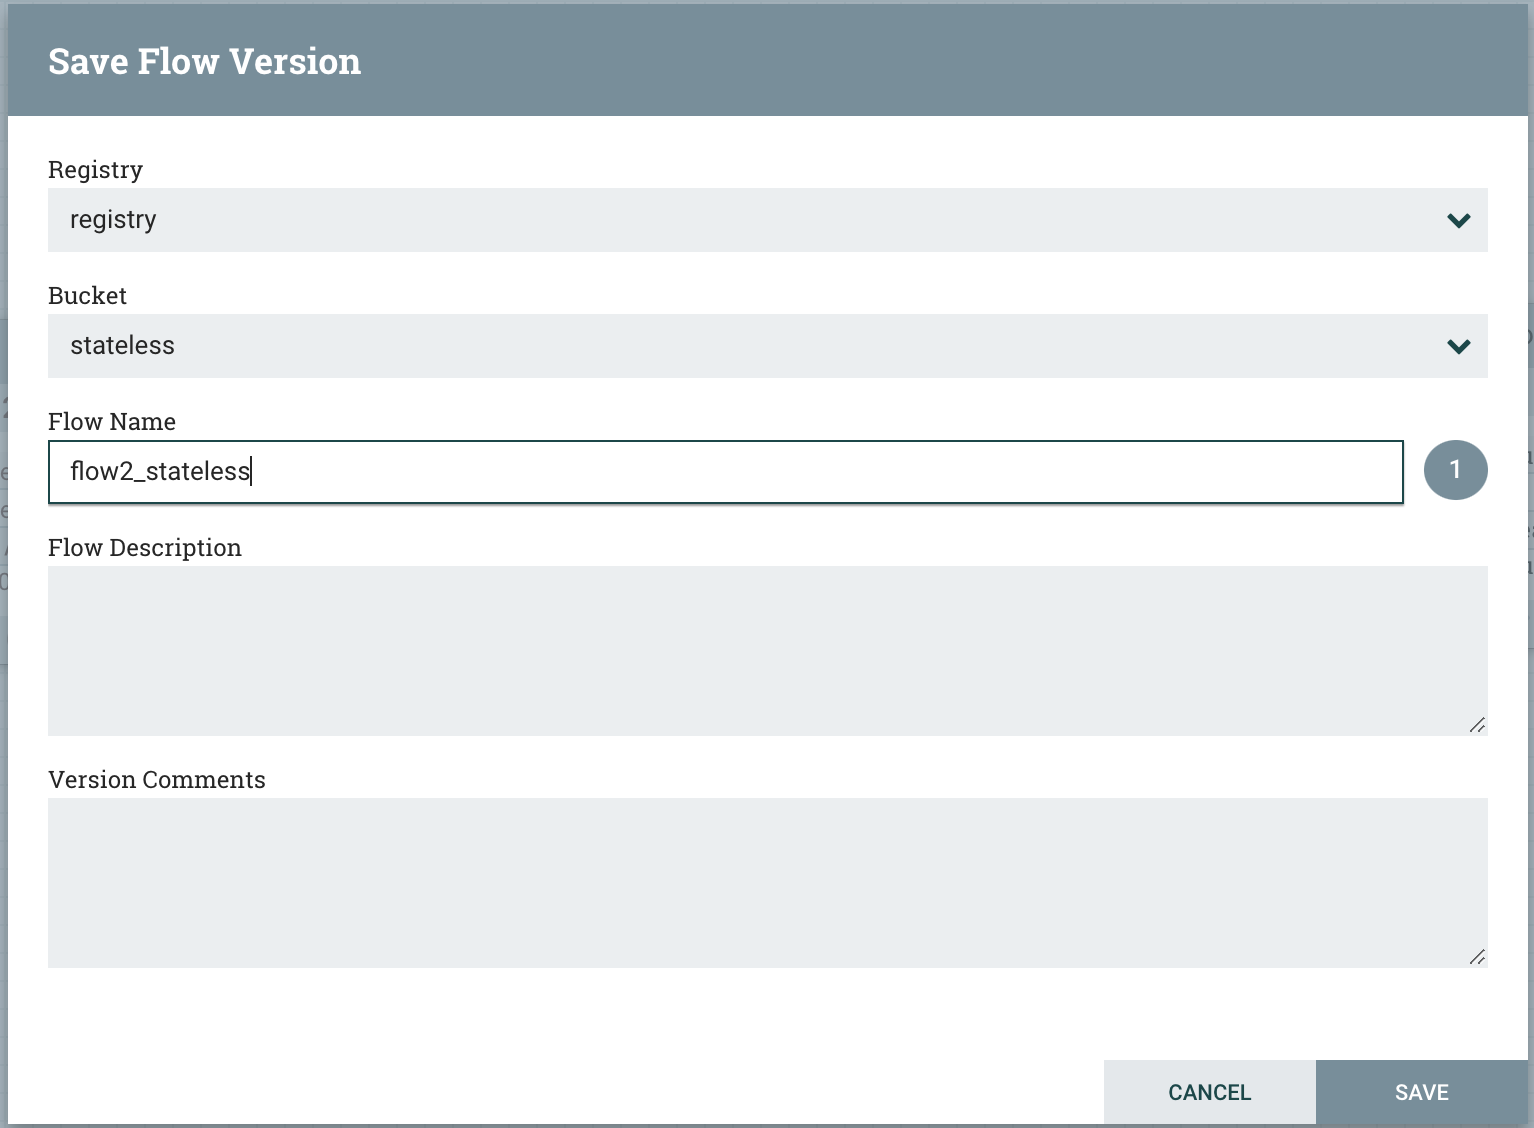 Save Flow Version
Registry
registry
Bucket
stateless
Flow Name
flow2_stateless
1
Flow Description
Version Comments
CANCEL
SAVE